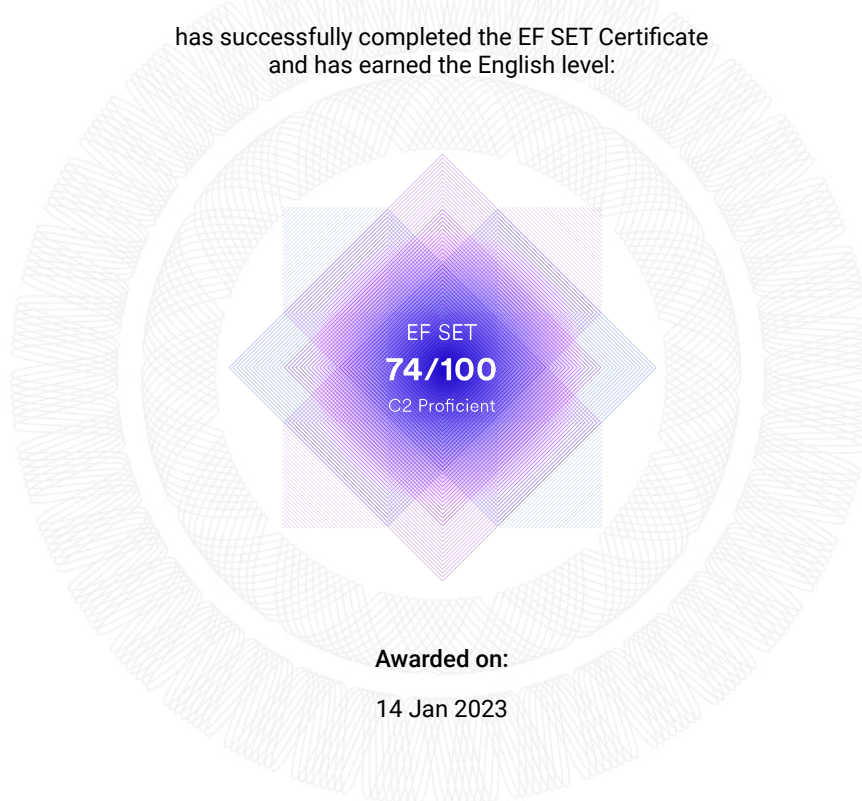 has successfully completed the EF SET Certificate
and has earned the English level:
EF SET
74/100
C2 Proficient
Awarded on:
14 Jan 2023